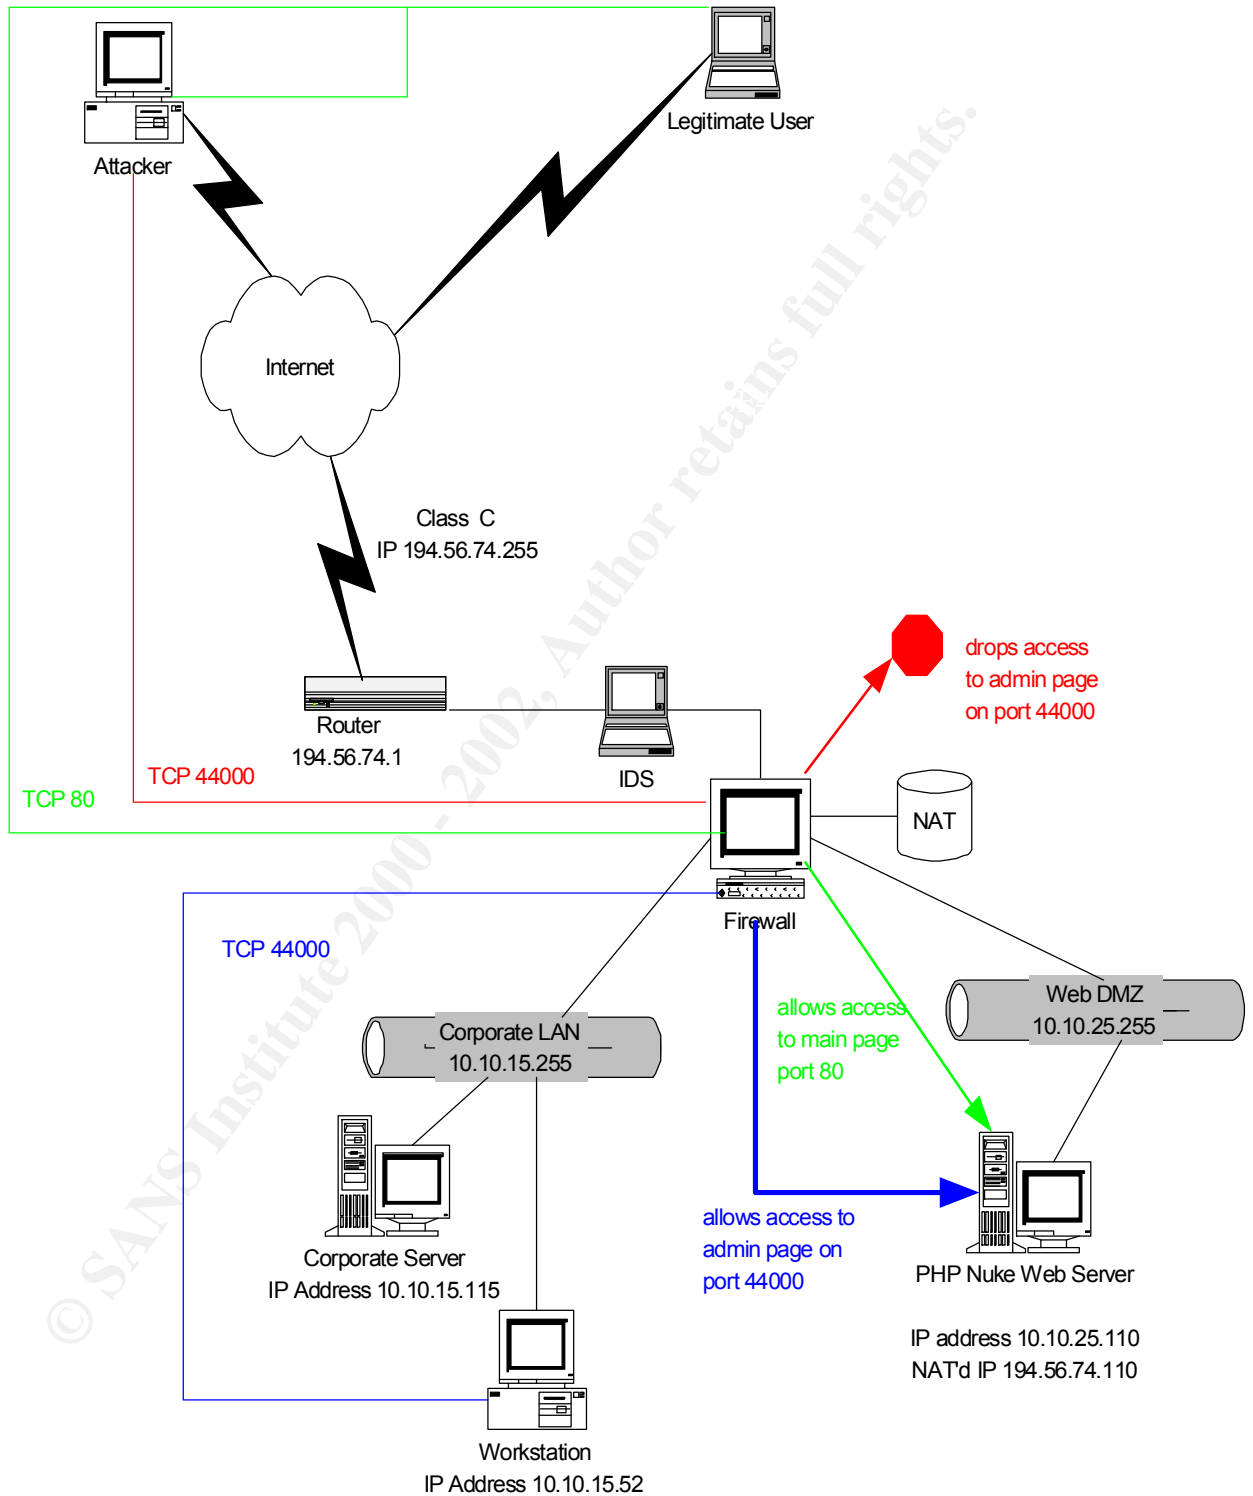 Attacker
Legitimate User
Internet
Class C
IP 194.56.74.255
Router
194.56.74.1
IDS
drops access
to admin page
on port 44000
TCP 44000
TCP 80
NAT
Firewall
TCP 44000
Corporate LAN
10.10.15.255
allows access
to main page
port 80
Web DMZ
10.10.25.255
Corporate Server
IP Address 10.10.15.115
allows access to
admin page on
port 44000
PHP Nuke Web Server
IP address 10.10.25.110
NAT'd IP 194.56.74.110
Workstation
IP Address 10.10.15.52
© SANS Institute 2000 - 2002, Author retains full rights.